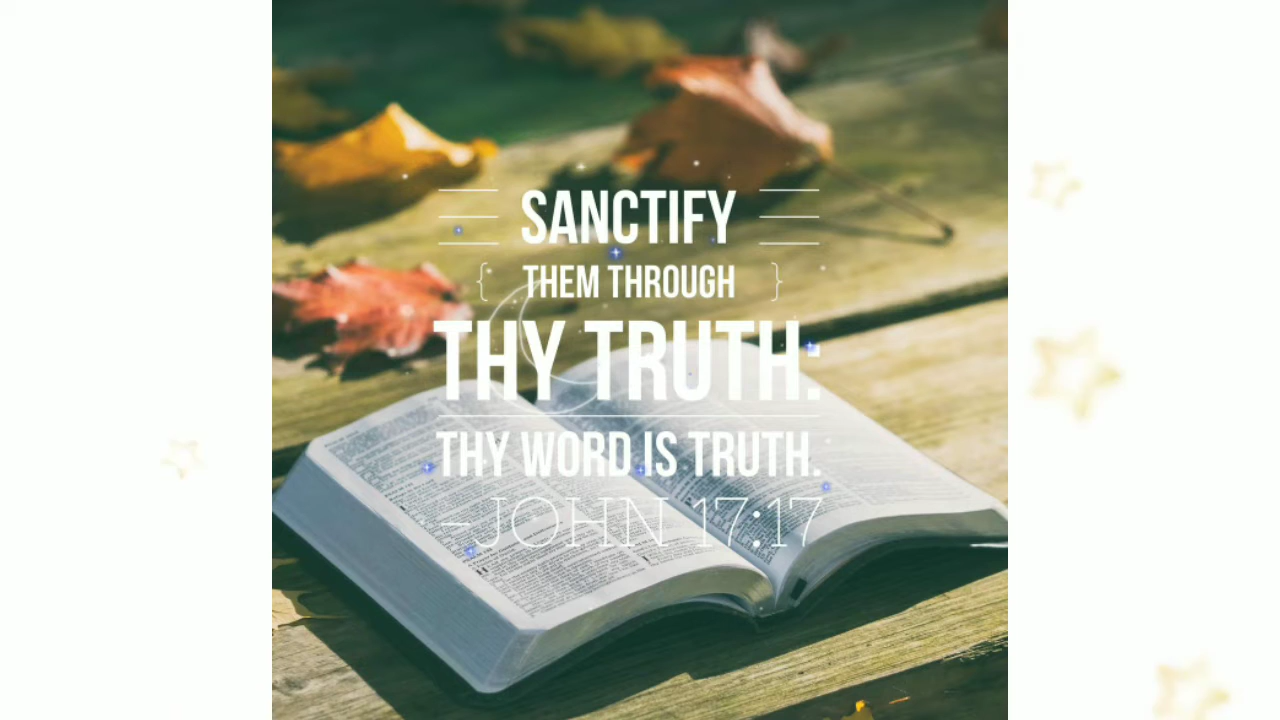 SANCTIFY
{ THEM THROUGH }
THY TRUTH:
THY WORD IS TRUTH.
- JOHN 17:17